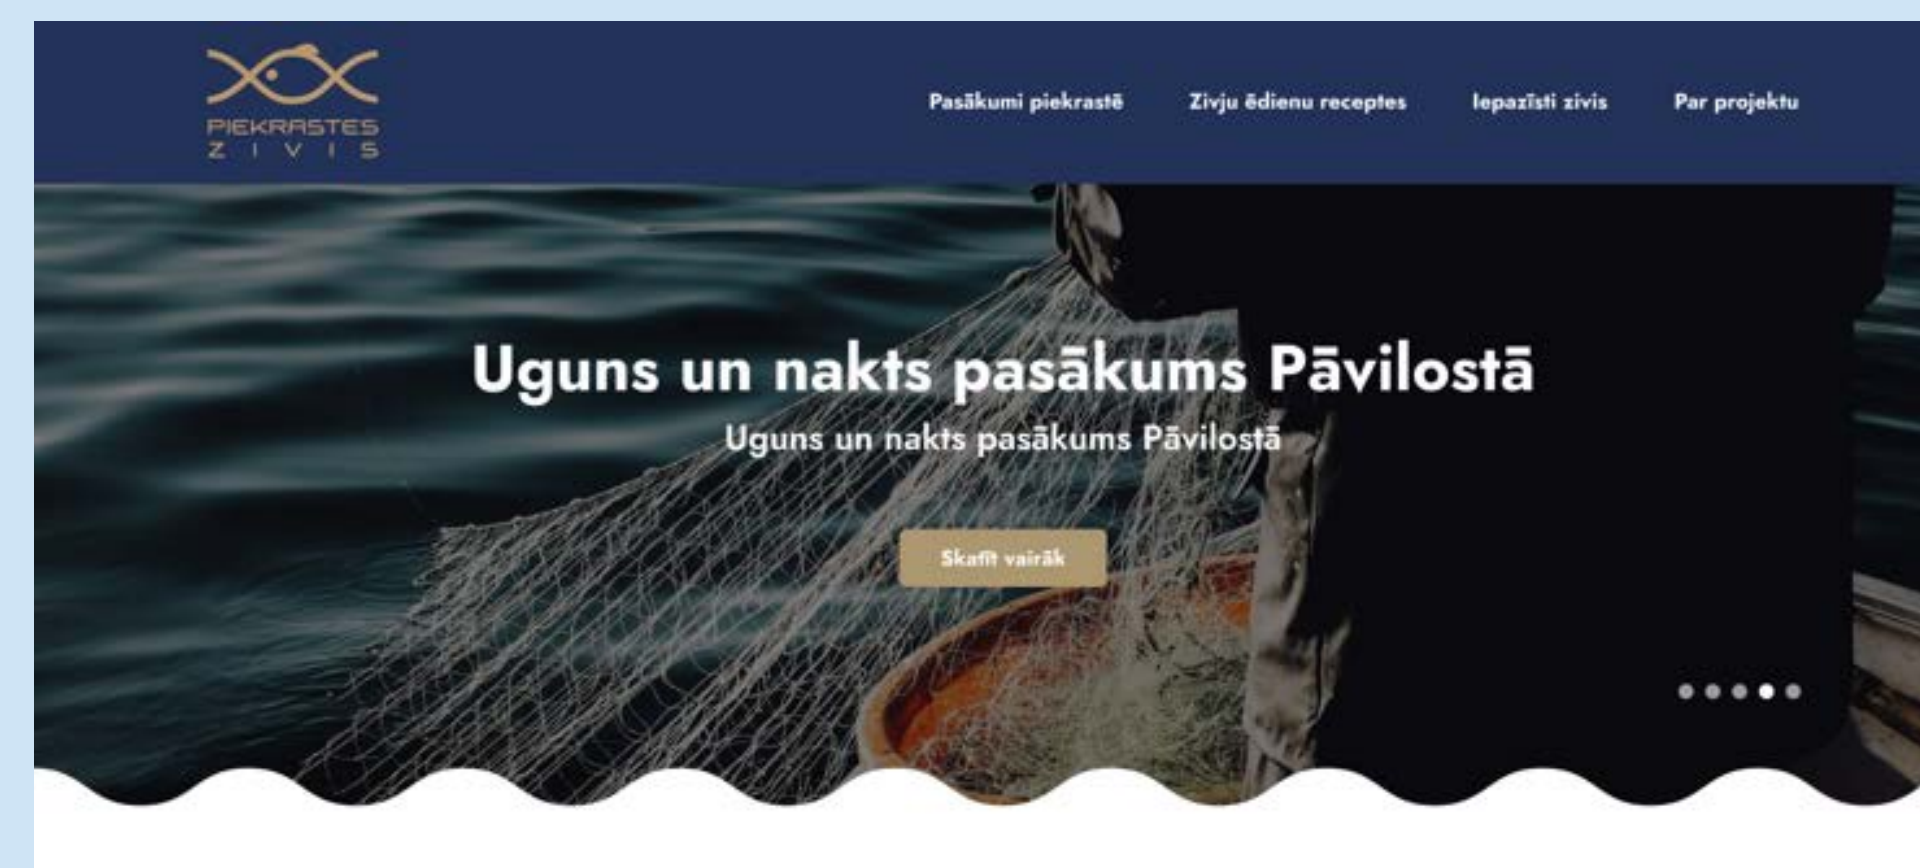 PIEKRASTES
ZIVIS
Pasākumi piekrastē
Zivju ēdienu receptes
Iepazīsti zivis
Par projektu
Uguns un nakts pasākums Pāvilostā
Uguns un nakts pasākums Pāvilostā
Skatīt vairāk